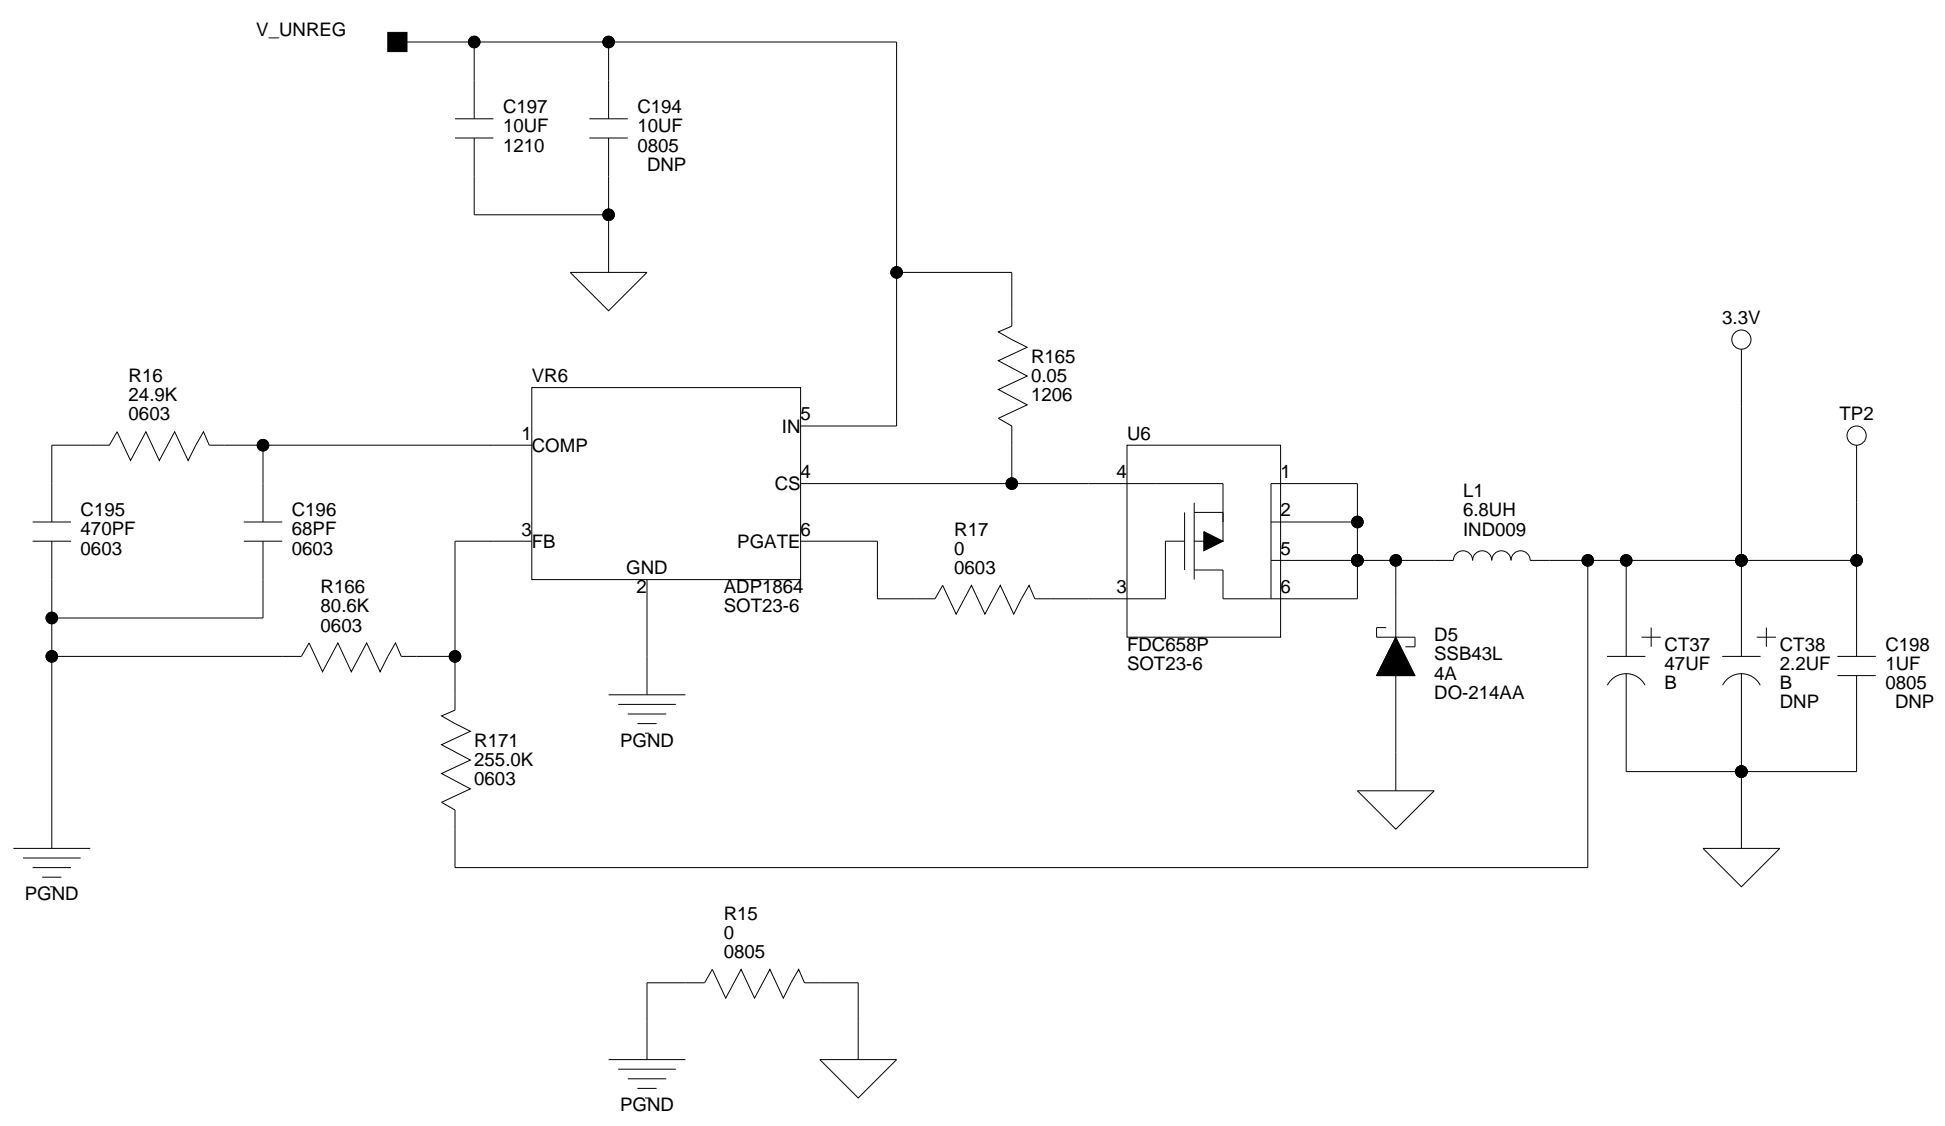 V_UNREG
C197
10UF
1210
C194
10UF
0805
DNP
R165
0.05
1206
3.3V
TP2
R16
24.9K
0603
VR6
1
COMP
5
IN
4
CS
6
PGATE
3
FB
GND
2
ADP1864
SOT23-6
C195
470PF
0603
C196
68PF
0603
R166
80.6K
0603
PGND
R171
255.0K
0603
PGND
R17
0
0603
U6
4
3
1
2
5
6
FDC658P
SOT23-6
L1
6.8UH
IND009
D5
SSB43L
4A
DO-214AA
CT37
47UF
B
CT38
2.2UF
B
DNP
C198
1UF
0805
DNP
R15
0
0805
PGND